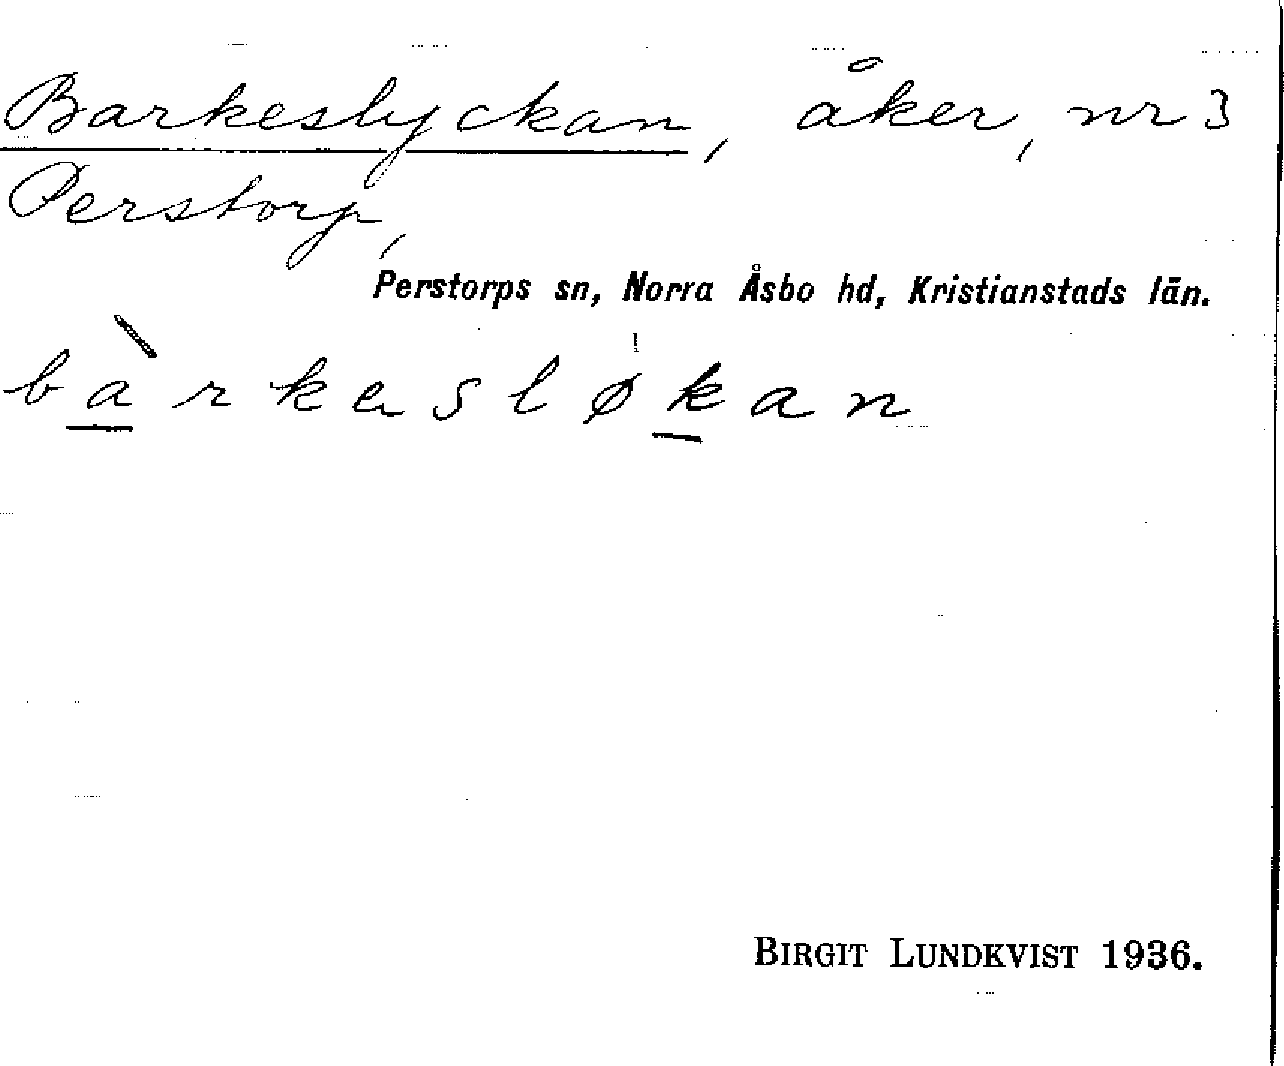 Barkeslyckan, åker, nr 3
Perstorp,
Perstorps sn, Norra Åsbo hd, Kristianstads län.
bàrkesløkan
BIRGIT LUNDKVIST 1936.